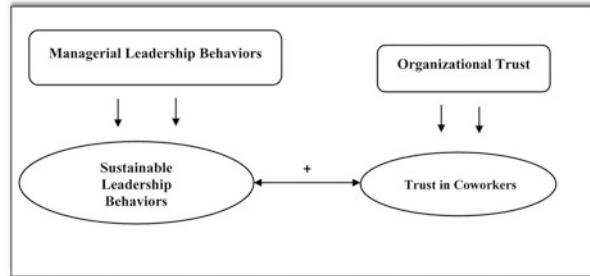 Managerial Leadership Behaviors
Organizational Trust
Sustainable
Leadership
Behaviors
+
Trust in Coworkers